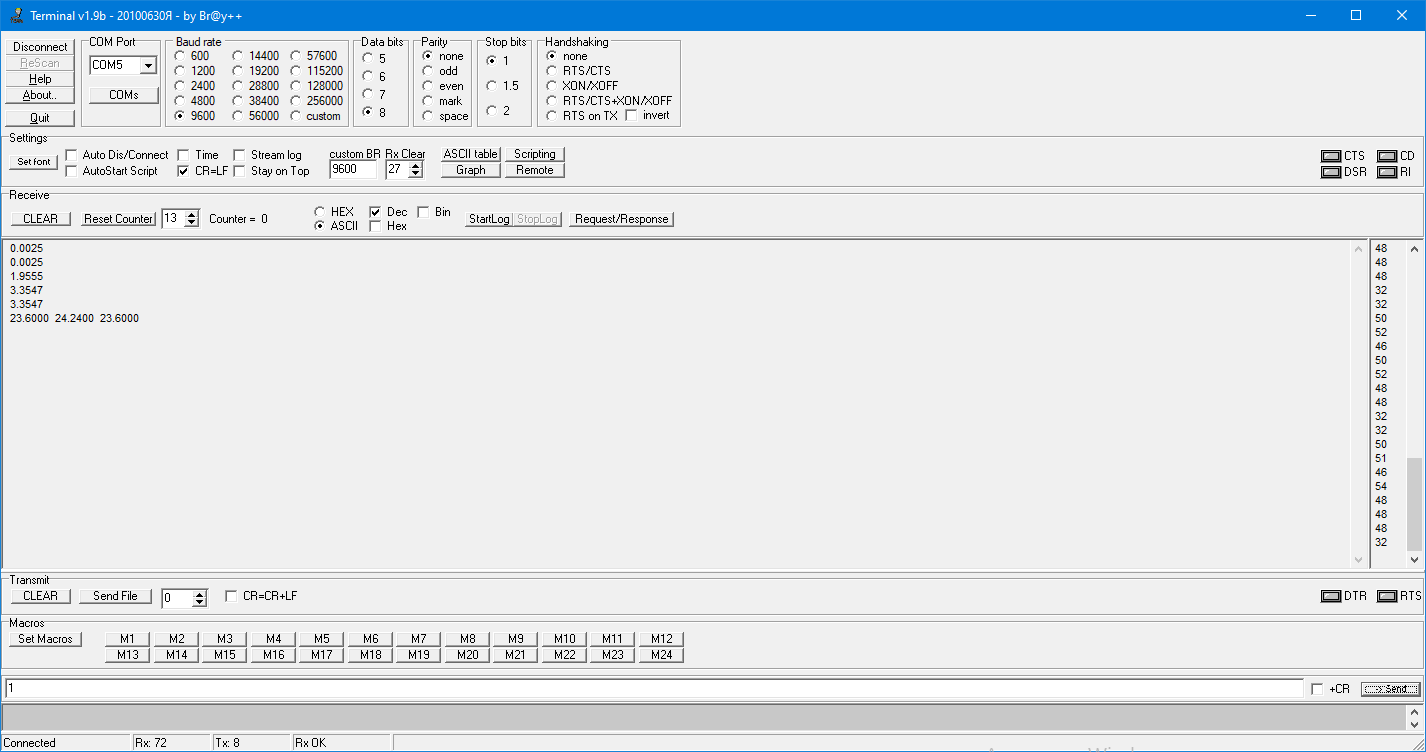 Terminal v1.9b - 20100630Я - by Br@y++
Disconnect
ReScan
Help
About..
Quit
COM Port
COM5
COMs
Baud rate
600 14400 57600
1200 19200 115200
2400 28800 128000
4800 38400 256000
9600 56000 custom
Data bits
5
6
7
8
Parity
none
odd
even
mark
space
Stop bits
1
1.5
2
Handshaking
none
RTS/CTS
XON/XOFF
RTS/CTS+XON/XOFF
RTS on TX invert
Settings
Set font
Auto Dis/Connect Time Stream log
AutoStart Script CR=LF Stay on Top
custom BR Rx Clear
9600 27
ASCII table Scripting
Graph Remote
CTS CD
DSR RI
Receive
CLEAR Reset Counter 13 Counter = 0
HEX Dec Bin
ASCII Hex
StartLog StopLog Request/Response
0.0025
0.0025
1.9555
3.3547
3.3547
23.6000 24.2400 23.6000
48
48
48
32
32
50
52
46
50
52
48
48
32
32
50
51
46
54
48
48
48
32
Transmit
CLEAR Send File 0 CR=CR+LF
DTR RTS
Macros
Set Macros M1 M2 M3 M4 M5 M6 M7 M8 M9 M10 M11 M12
M13 M14 M15 M16 M17 M18 M19 M20 M21 M22 M23 M24
1 +CR -> Send
Connected Rx: 72 Tx: 8 Rx OK